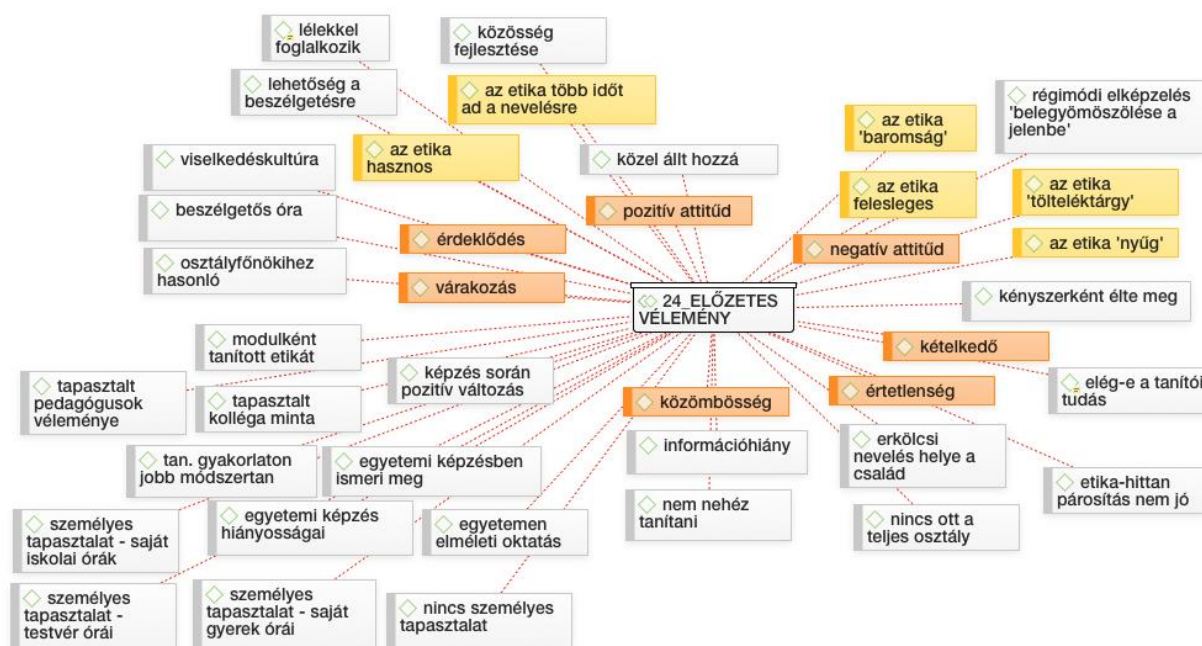 lélekkel
foglalkozik
közösség
fejlesztése
lehetőség a
beszélgetésre
az etika több időt
ad a nevelésre
régimódi elképzelés
'belegyömöszölése a
jelenbe'
az etika
'baromság'
az etika
hasznos
viselkedéskultúra
közel állt hozzá
az etika
felesleges
az etika
'tölteléktárgy'
beszélgetős óra
pozitív attitűd
érdeklődés
negatív attitűd
az etika 'nyűg'
osztályfőnökihez
hasonló
várakozás
24_ELŐZETES
VÉLEMÉNY
kényszerként élte meg
modulként
tanított etikát
kételkedő
képzés során
pozitív változás
tapasztalt
pedagógusok
véleménye
tapasztalt
kolléga minta
közömbösség
értetlenség
elég-e a tanítói
tudás
információhiány
erkölcsi
nevelés helye a
család
tan. gyakorlaton
jobb módszertan
egyetemi képzésben
ismeri meg
etika-hittan
párosítás nem jó
nem nehéz
tanítani
személyes
tapasztalat - saját
iskolai órák
egyetemi képzés
hiányosságai
egyetemen
elméleti oktatás
nincs ott a
teljes osztály
személyes
tapasztalat -
testvér órái
személyes
tapasztalat - saját
gyerek órái
nincs személyes
tapasztalat